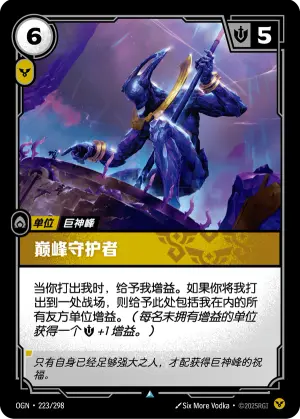 6
5
单位 巨神峰
巅峰守护者
当你打出我时，给予我增益。如果你将我打
出到一处战场，则给予此处包括我在内的所
有友方单位增益。（每名未拥有增益的单位
获得一个 +1 增益。）
只有自身已经足够强大之人，才配获得巨神峰的祝
福。
OGN • 223/298
Six More Vodka • ©2025RGI